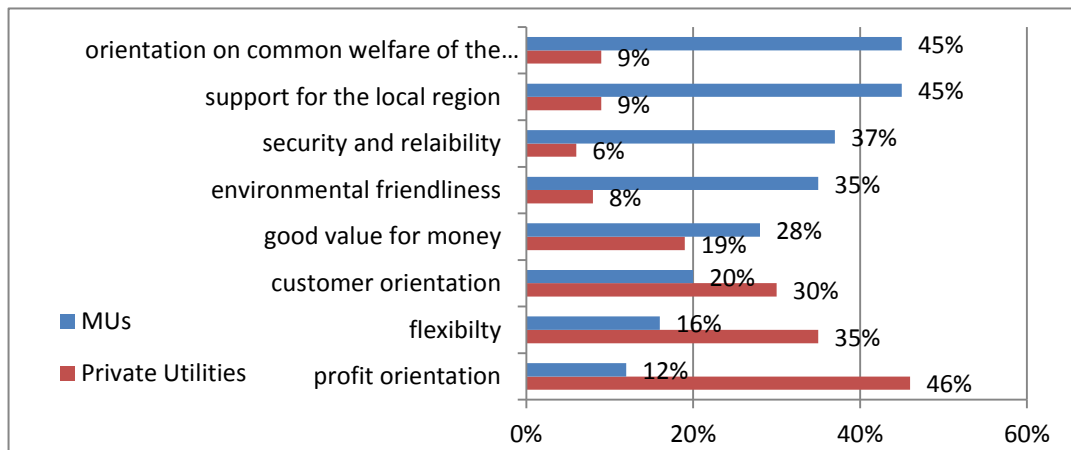 orientation on common welfare of the…
45%
9%
support for the local region
45%
9%
security and relaibility
37%
6%
environmental friendliness
35%
8%
good value for money
28%
19%
customer orientation
20%
30%
flexibilty
16%
35%
profit orientation
12%
46%
MUs
Private Utilities
0% 20% 40% 60%